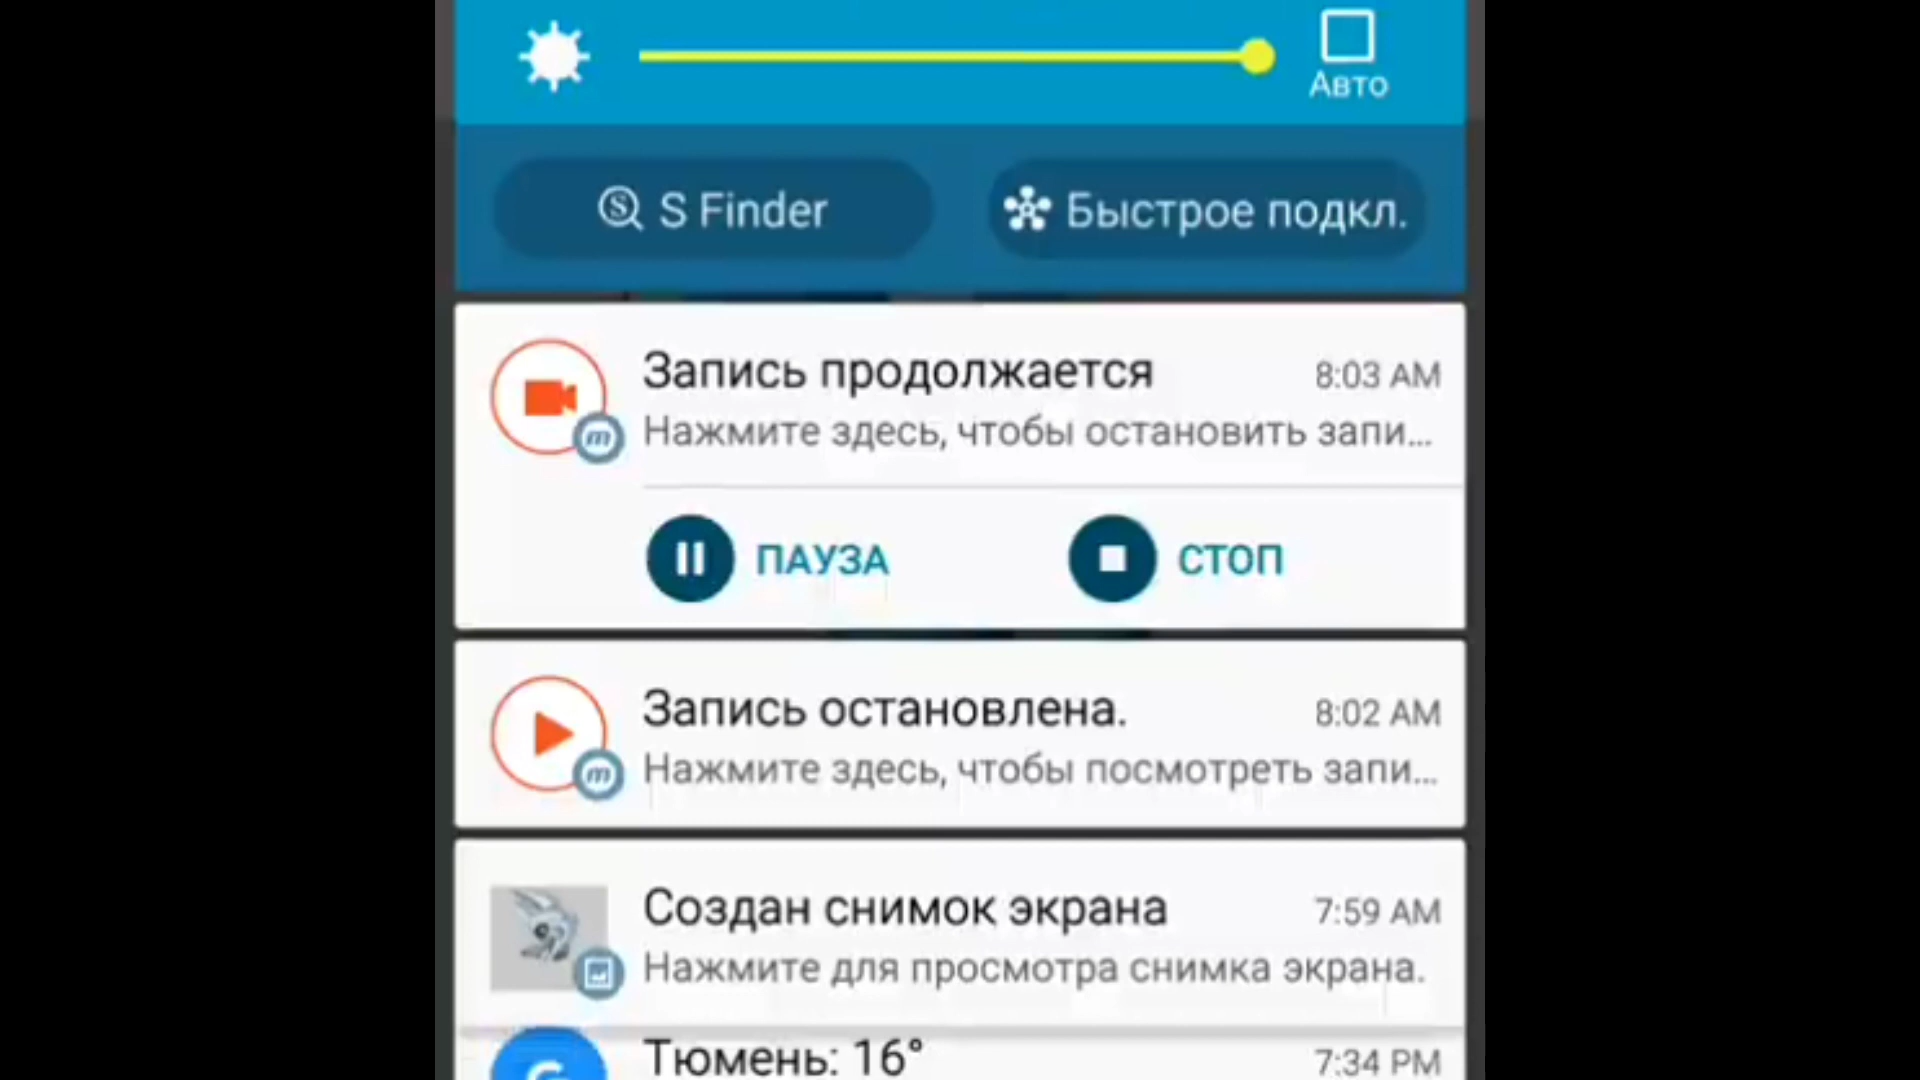 Авто
S Finder
Быстрое подкл.
Запись продолжается
8:03 AM
Нажмите здесь, чтобы остановить запи...
ПАУЗА
СТОП
Запись остановлена.
8:02 AM
Нажмите здесь, чтобы посмотреть запи...
Создан снимок экрана
7:59 AM
Нажмите для просмотра снимка экрана.
Тюмень: 16°
7:34 PM